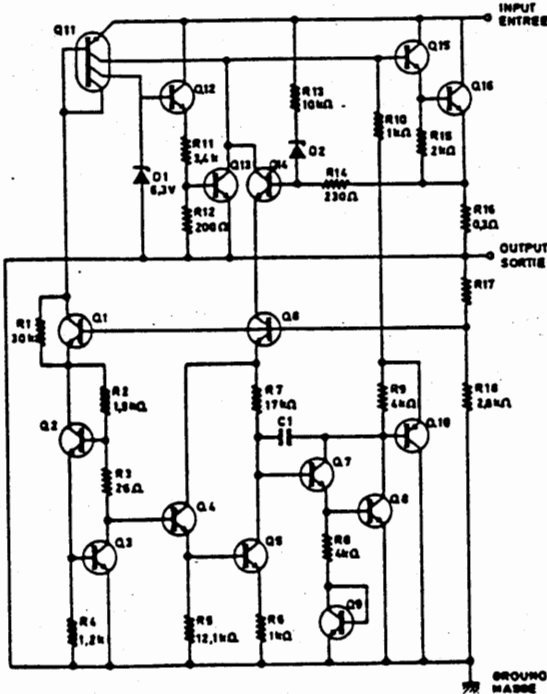 INPUT
ENTREE
Q11
Q15
Q12
R13
10kΩ
Q16
R10
1kΩ
R15
2kΩ
R11
3,4k
Q13
D2
Q14
R14
230Ω
D1
6,3V
R12
200Ω
R16
0,3Ω
OUTPUT
SORTIE
R17
R1
30k
Q1
Q6
R2
1,8kΩ
R7
17kΩ
R9
4kΩ
R18
2,8kΩ
Q2
C1
Q10
R3
26Ω
Q7
Q4
Q8
Q3
Q5
R8
4kΩ
R4
1,2k
R5
12,1kΩ
R6
1kΩ
Q9
GROUND
MASSE